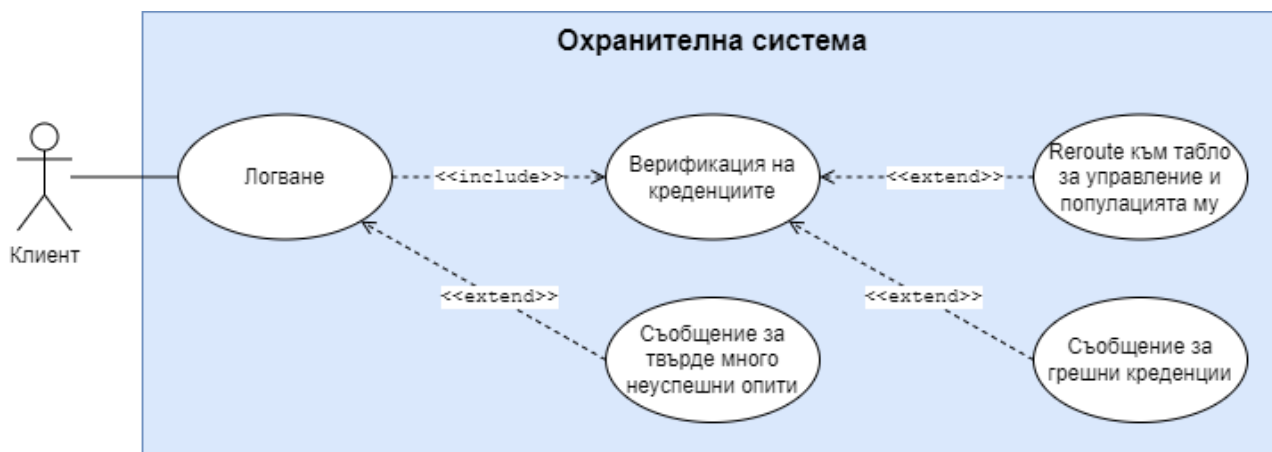 Охранителна система
Клиент
Логване
<<include>>
Верификация на
креденциите
<<extend>>
Reroute към табло
за управление и
популацията му
<<extend>>
Съобщение за
твърде много
неуспешни опити
<<extend>>
Съобщение за
грешни креденции